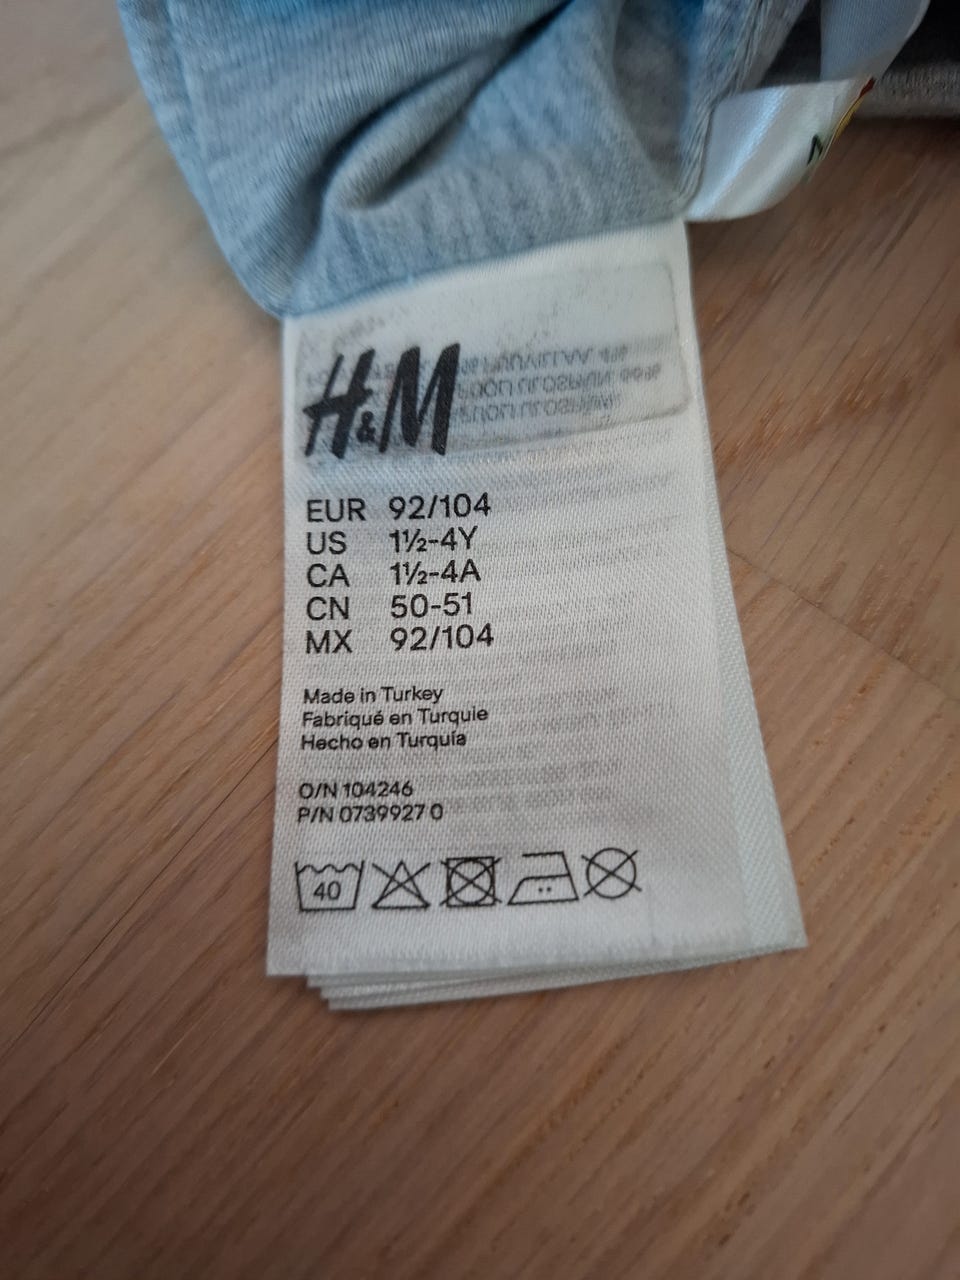 H&M
EUR 92/104
US 1½-4Y
CA 1½-4A
CN 50-51
MX 92/104
Made in Turkey
Fabriqué en Turquie
Hecho en Turquía
O/N 104246
P/N 0739927 0
40